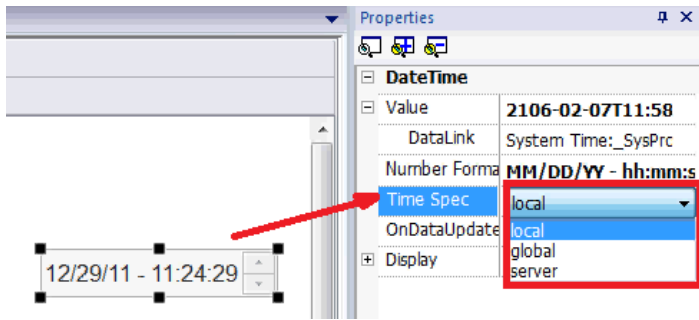 Properties
DateTime
Value 2106-02-07T11:58
DataLink System Time:_SysPrc
Number Forma MM/DD/YY - hh:mm:s
Time Spec local
OnDataUpdate local
Display global
server
12/29/11 - 11:24:29